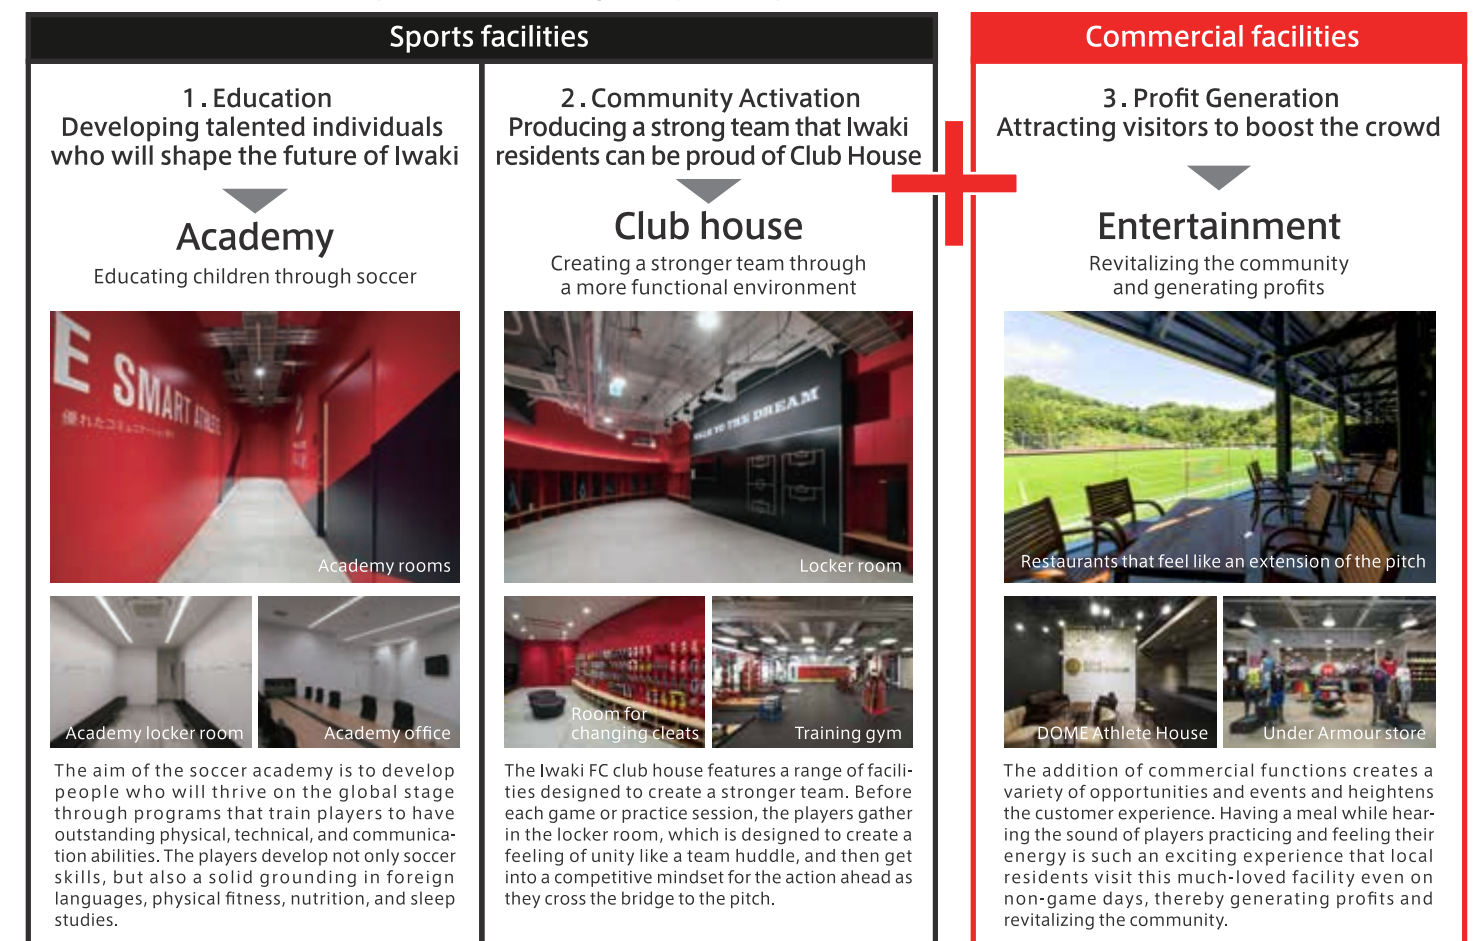 Sports facilities
Commercial facilities
1. Education
Developing talented individuals
who will shape the future of Iwaki
Academy
Educating children through soccer
E SMART ATHLETE
Academy rooms
Academy locker room
Academy office
The aim of the soccer academy is to develop
people who will thrive on the global stage
through programs that train players to have
outstanding physical, technical, and communica-
tion abilities. The players develop not only soccer
skills, but also a solid grounding in foreign
languages, physical fitness, nutrition, and sleep
studies.
2. Community Activation
Producing a strong team that Iwaki
residents can be proud of Club House
Club house
Creating a stronger team through
a more functional environment
WALK TO THE DREAM
Locker room
Room for
changing cleats
Training gym
The Iwaki FC club house features a range of facili-
ties designed to create a stronger team. Before
each game or practice session, the players gather
in the locker room, which is designed to create a
feeling of unity like a team huddle, and then get
into a competitive mindset for the action ahead as
they cross the bridge to the pitch.
3. Profit Generation
Attracting visitors to boost the crowd
Entertainment
Revitalizing the community
and generating profits
Restaurants that feel like an extension of the pitch
DOME Athlete House
Under Armour store
The addition of commercial functions creates a
variety of opportunities and events and heightens
the customer experience. Having a meal while hear-
ing the sound of players practicing and feeling their
energy is such an exciting experience that local
residents visit this much-loved facility even on
non-game days, thereby generating profits and
revitalizing the community.